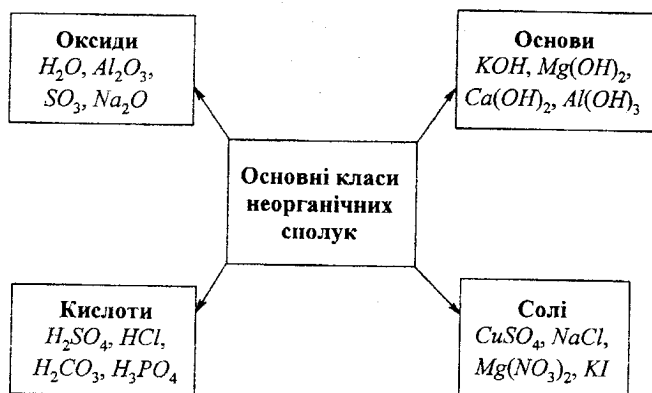 Оксиди
H₂O, Al₂O₃,
SO₃, Na₂O
Основи
KOH, Mg(OH)₂,
Ca(OH)₂, Al(OH)₃
Основні класи
неорганічних
сполук
Кислоти
H₂SO₄, HCl,
H₂CO₃, H₃PO₄
Солі
CuSO₄, NaCl,
Mg(NO₃)₂, KI